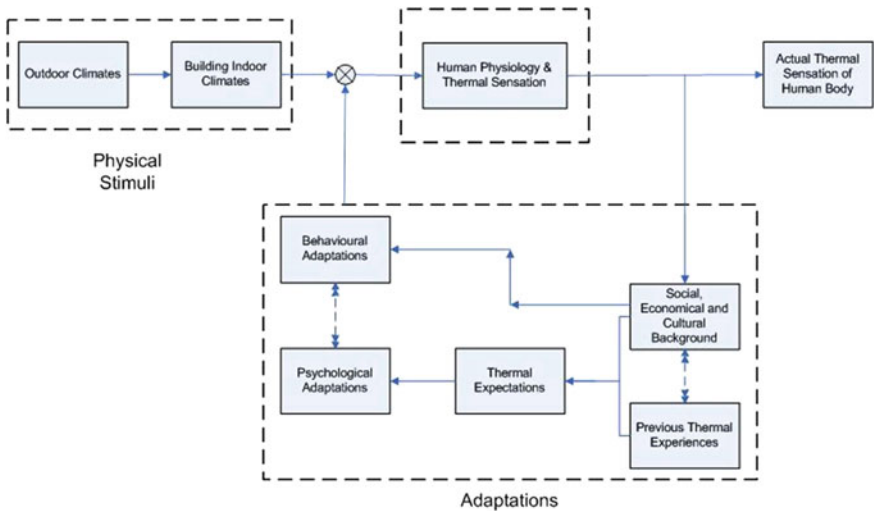 Outdoor Climates
Building Indoor
Climates
Human Physiology &
Thermal Sensation
Actual Thermal
Sensation of
Human Body
Physical
Stimuli
Behavioural
Adaptations
Social,
Economical and
Cultural
Background
Psychological
Adaptations
Thermal
Expectations
Previous Thermal
Experiences
Adaptations